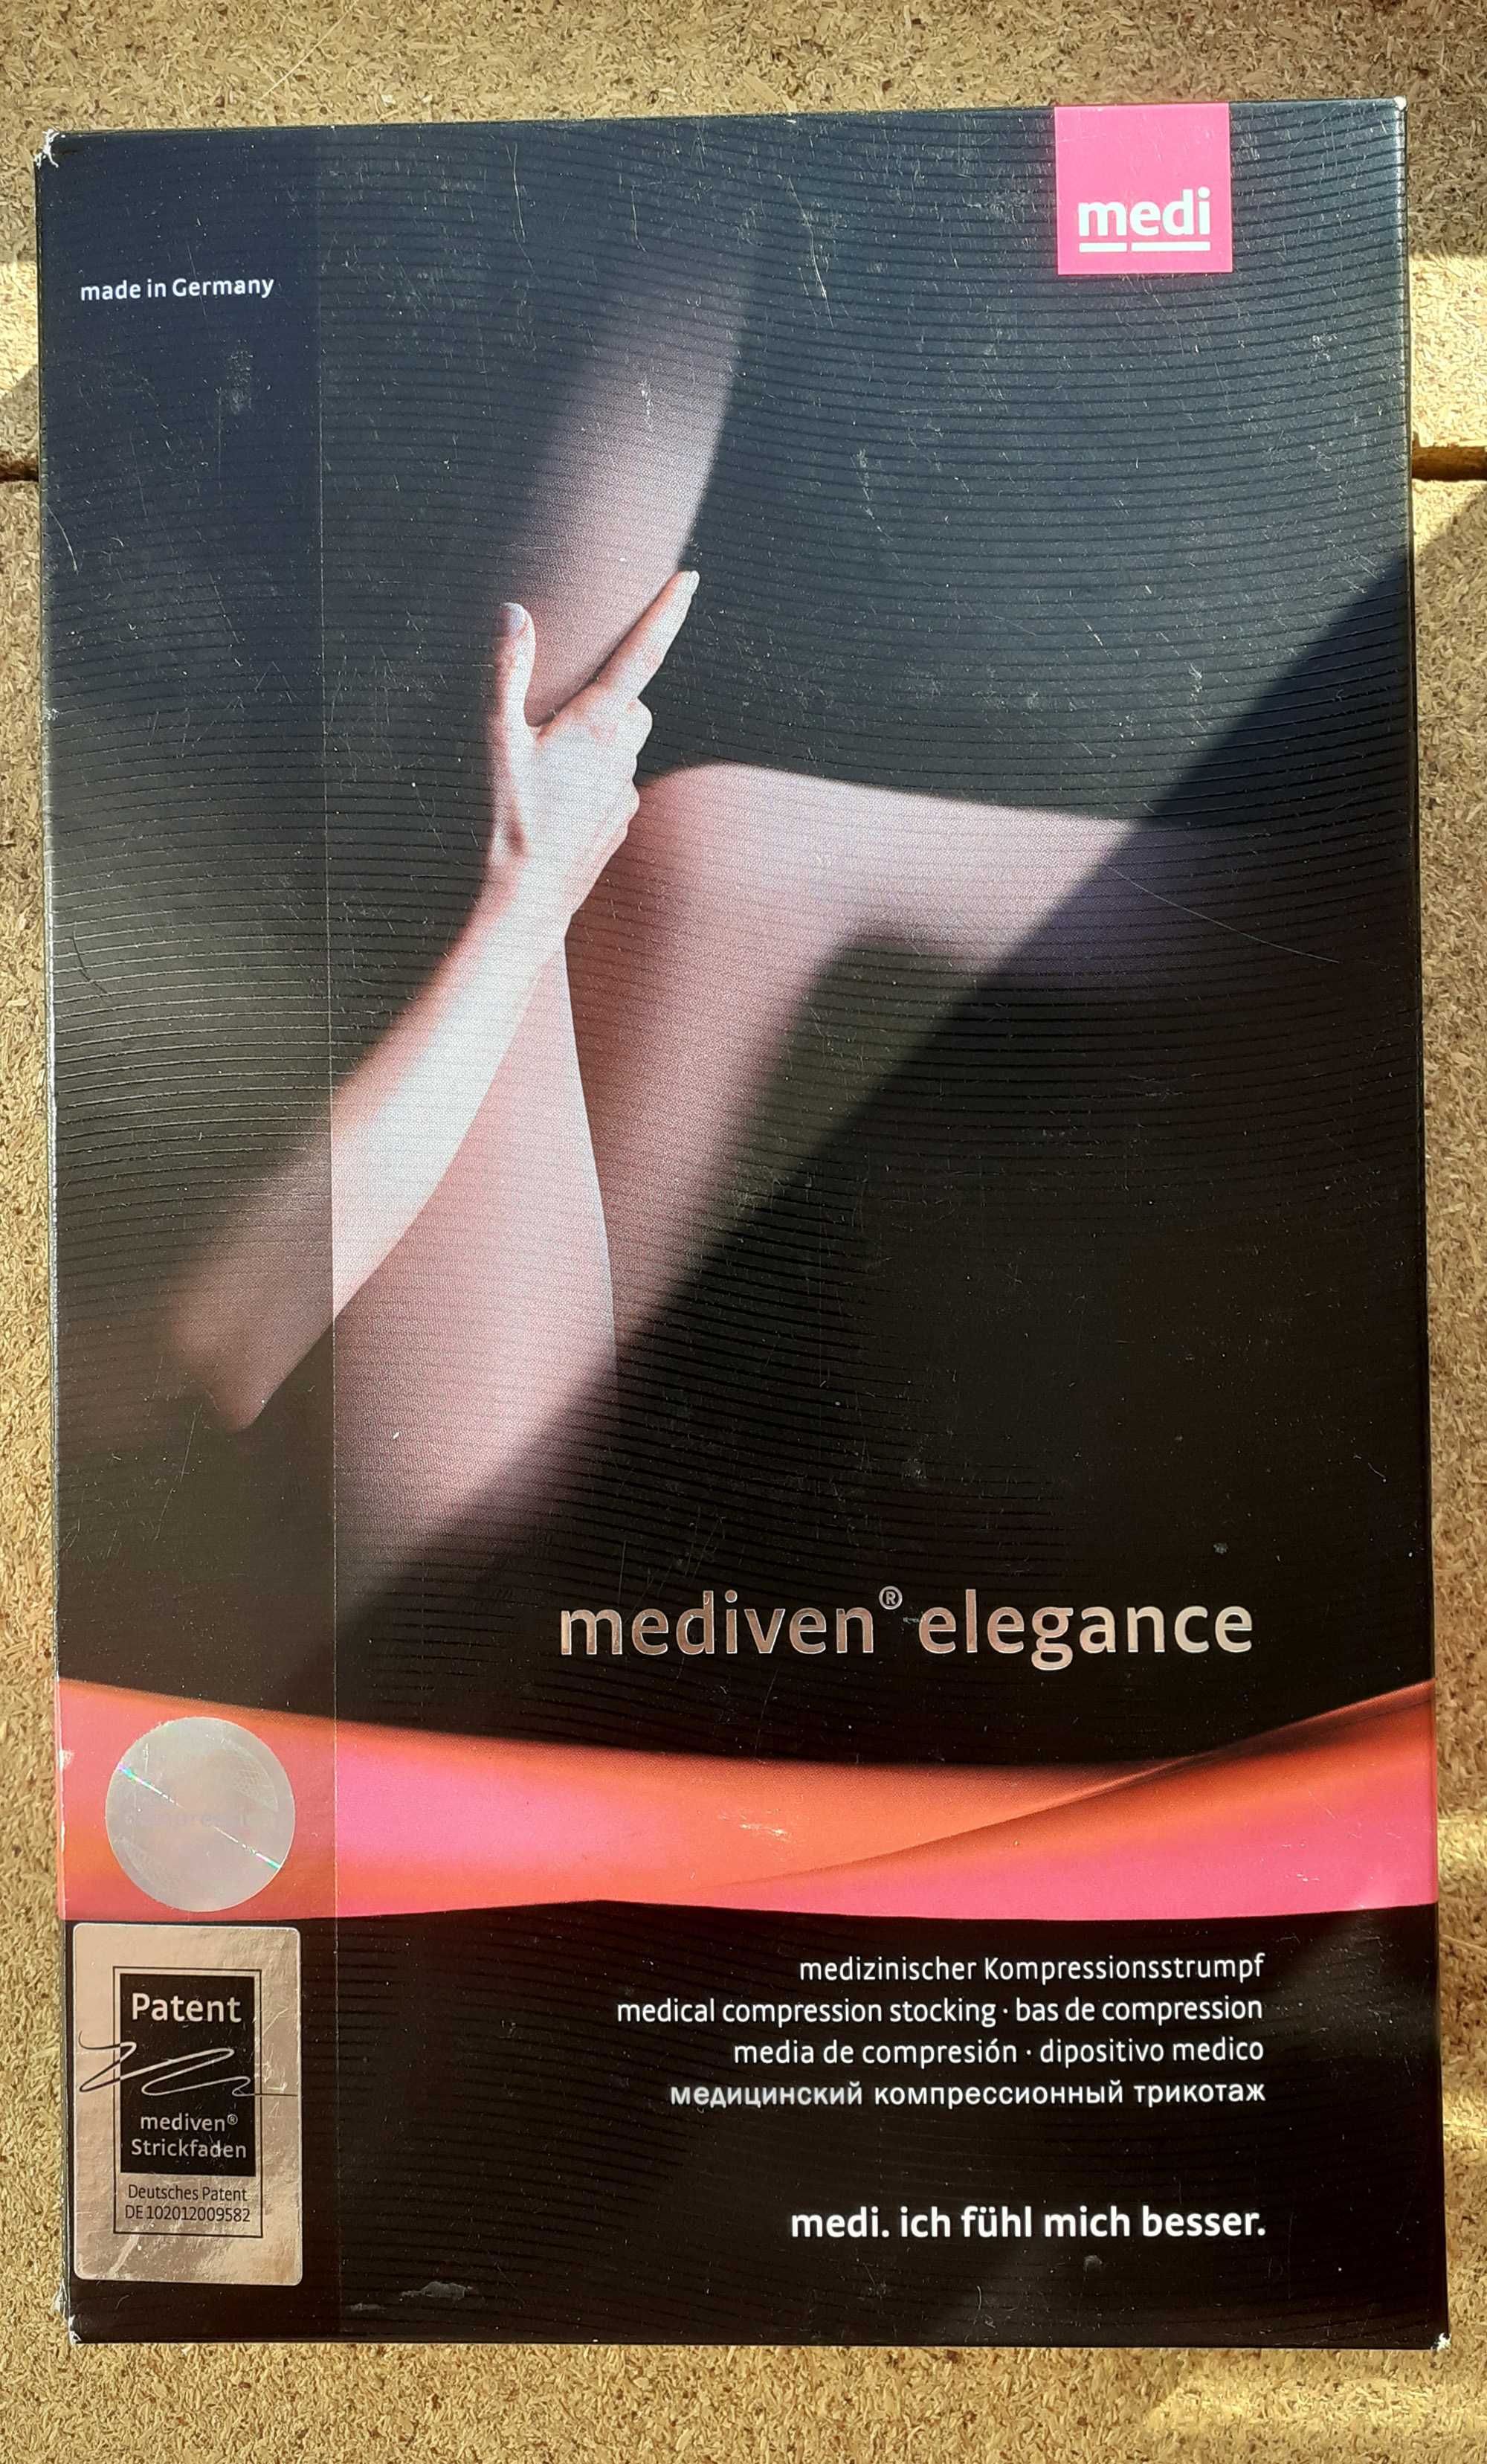 medi
made in Germany
mediven® elegance
medizinischer Kompressionsstrumpf
medical compression stocking · bas de compression
media de compresión · dipositivo medico
медицинский компрессионный трикотаж
medi. ich fühl mich besser.
Patent
mediven®
Strickfaden
Deutsches Patent
DE 102012009582